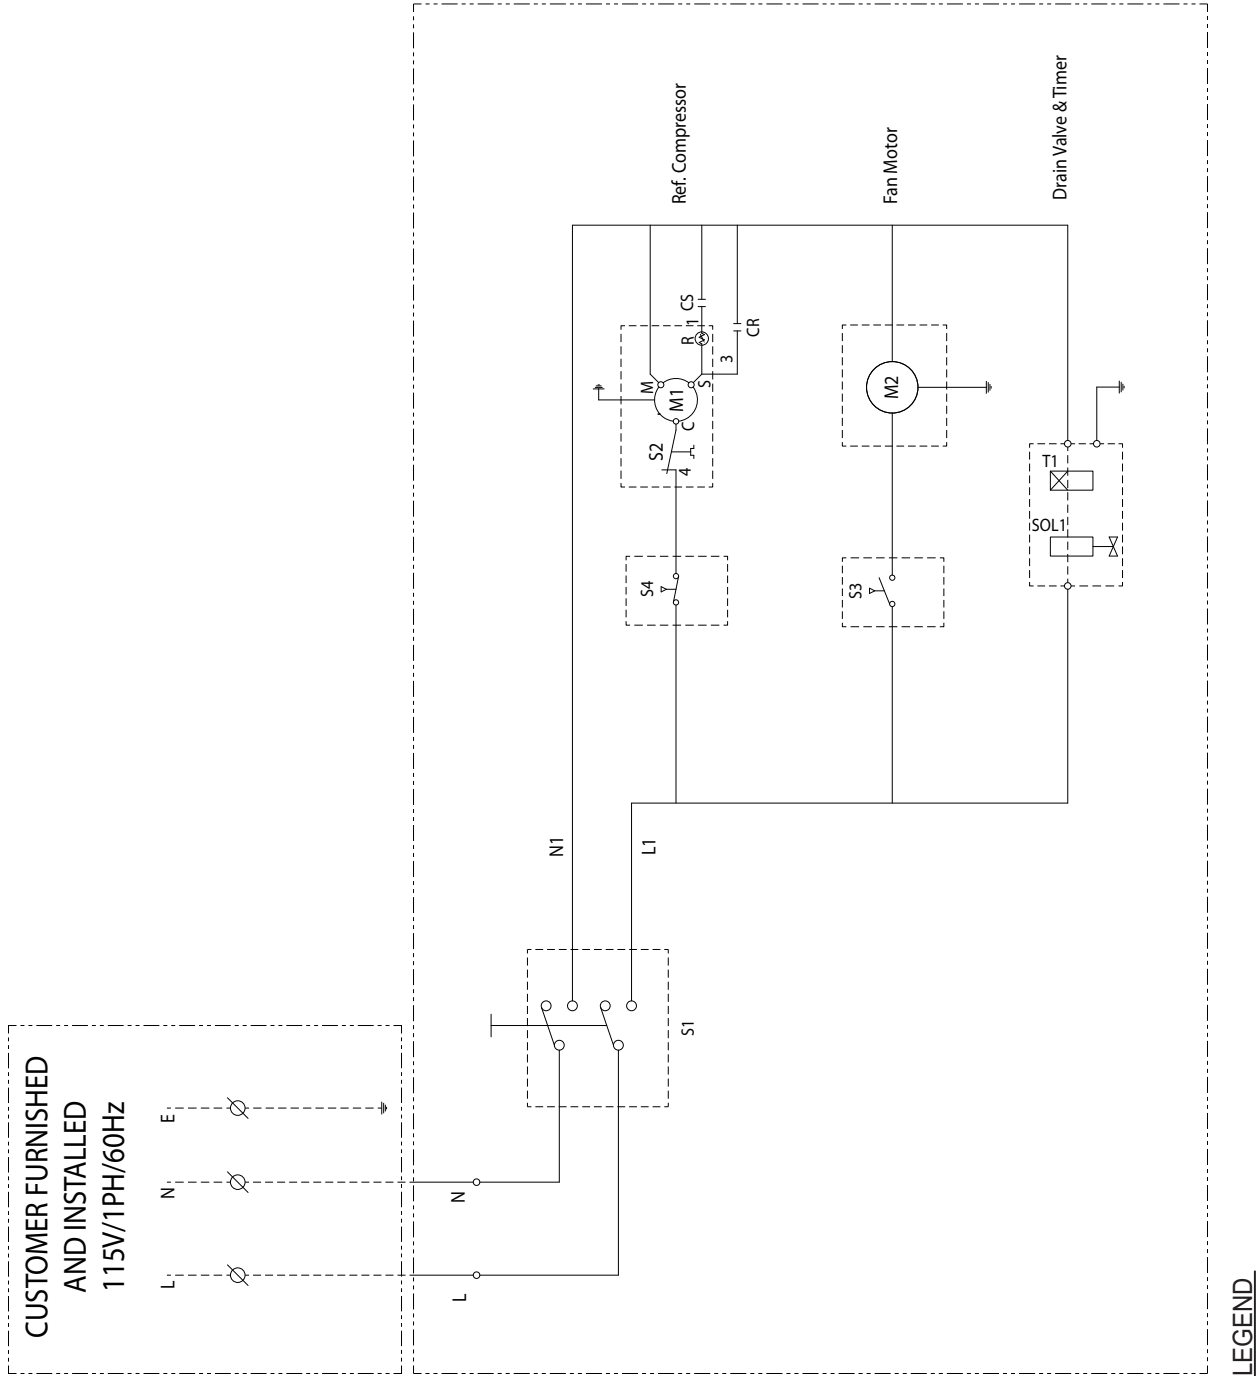 CUSTOMER FURNISHED
AND INSTALLED
115V/1PH/60Hz
L
N
E
L
N
S1
N1
L1
S4
S2
4
C
M1
M
S
R
1
CS
3
CR
Ref. Compressor
S3
M2
Fan Motor
SOL1
T1
Drain Valve & Timer
LEGEND